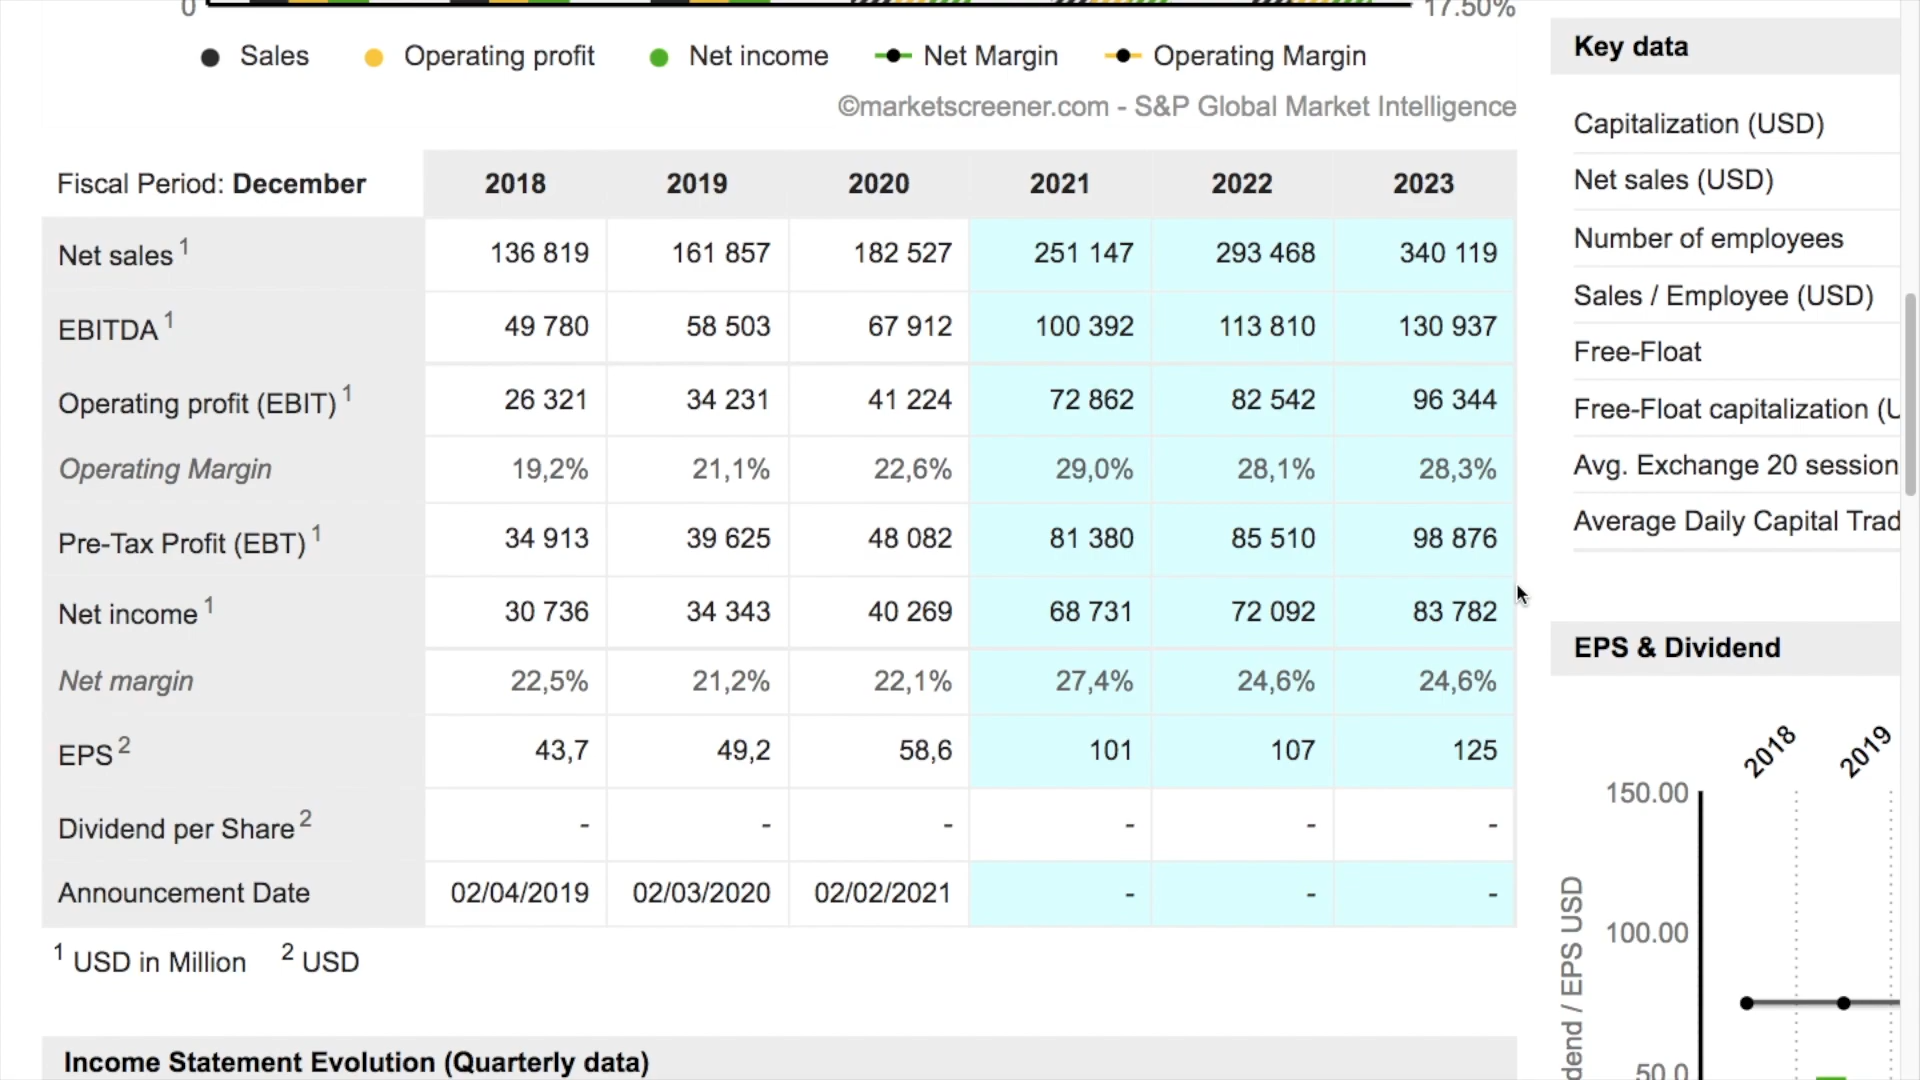 0
17.50%
Sales Operating profit Net income Net Margin Operating Margin
©marketscreener.com - S&P Global Market Intelligence
Fiscal Period: December 2018 2019 2020 2021 2022 2023
Net sales 1 136 819 161 857 182 527 251 147 293 468 340 119
EBITDA 1 49 780 58 503 67 912 100 392 113 810 130 937
Operating profit (EBIT) 1 26 321 34 231 41 224 72 862 82 542 96 344
Operating Margin 19,2% 21,1% 22,6% 29,0% 28,1% 28,3%
Pre-Tax Profit (EBT) 1 34 913 39 625 48 082 81 380 85 510 98 876
Net income 1 30 736 34 343 40 269 68 731 72 092 83 782
Net margin 22,5% 21,2% 22,1% 27,4% 24,6% 24,6%
EPS 2 43,7 49,2 58,6 101 107 125
Dividend per Share 2 - - - - - -
Announcement Date 02/04/2019 02/03/2020 02/02/2021 - - -
1 USD in Million 2 USD
Income Statement Evolution (Quarterly data)
Key data
Capitalization (USD)
Net sales (USD)
Number of employees
Sales / Employee (USD)
Free-Float
Free-Float capitalization (U
Avg. Exchange 20 session
Average Daily Capital Trad
EPS & Dividend
2018 2019
150.00
100.00
50.0
dend / EPS USD